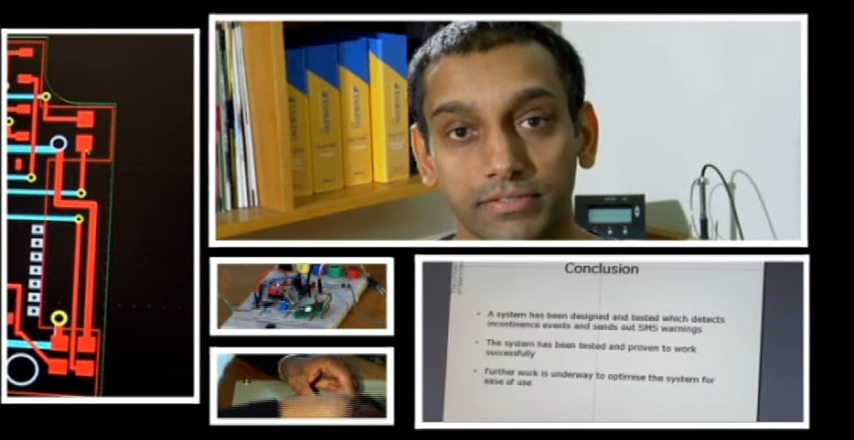 Conclusion
A system has been designed and tested which detects
incontinence events and sends out SMS warnings
The system has been tested and proven to work
successfully
Further work is underway to optimise the system for
ease of use